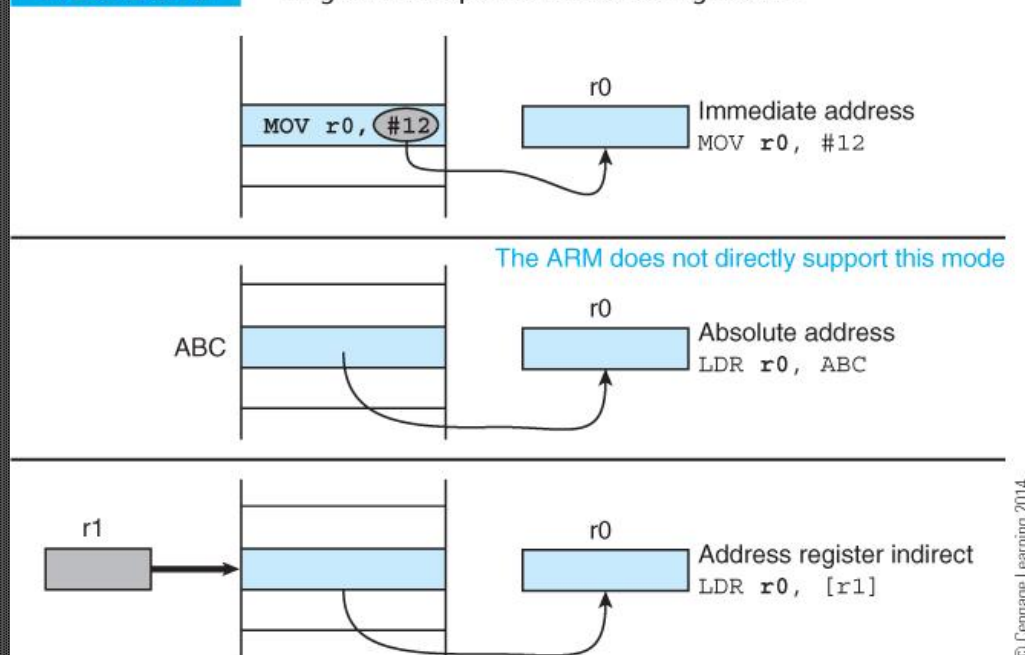 r0
MOV r0, #12
Immediate address
MOV r0, #12
The ARM does not directly support this mode
r0
ABC
Absolute address
LDR r0, ABC
r1
r0
Address register indirect
LDR r0, [r1]
© Cengage Learning 2014